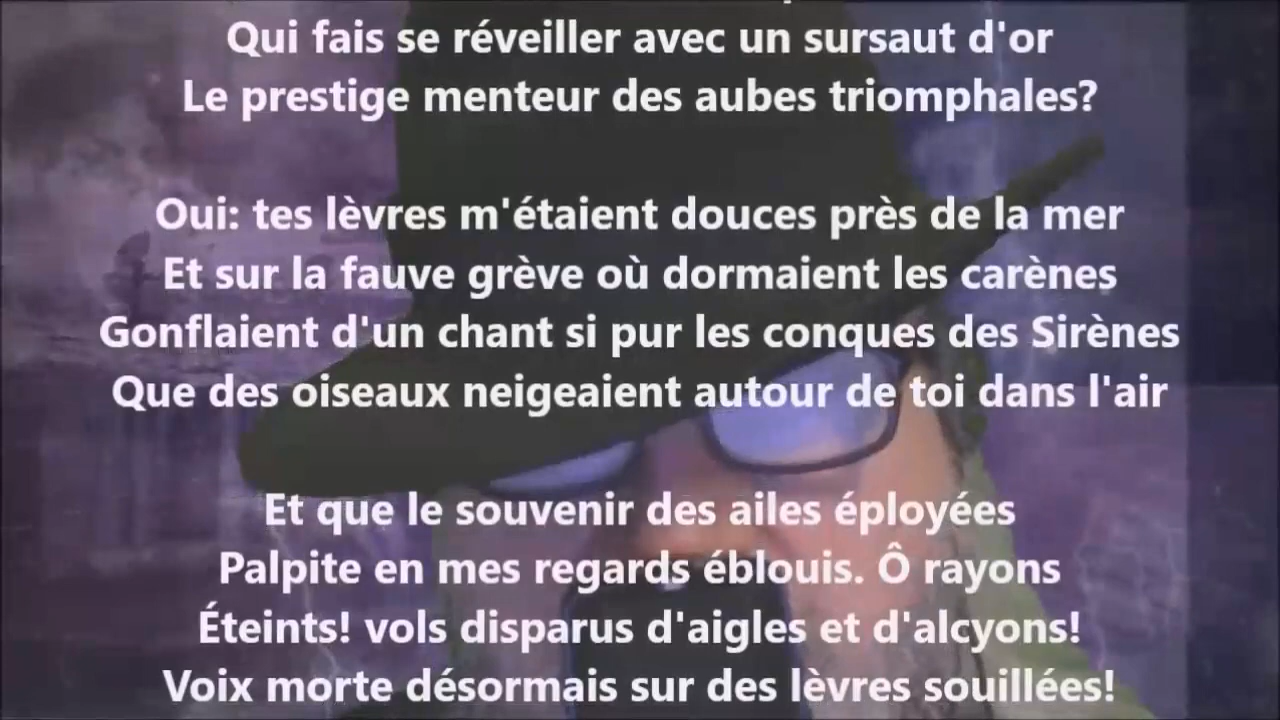 Qui fais se réveiller avec un sursaut d'or
Le prestige menteur des aubes triomphales?
Oui: tes lèvres m'étaient douces près de la mer
Et sur la fauve grève où dormaient les carènes
Gonflaient d'un chant si pur les conques des Sirènes
Que des oiseaux neigeaient autour de toi dans l'air
Et que le souvenir des ailes éployées
Palpite en mes regards éblouis. Ô rayons
Éteints! vols disparus d'aigles et d'alcyons!
Voix morte désormais sur des lèvres souillées!